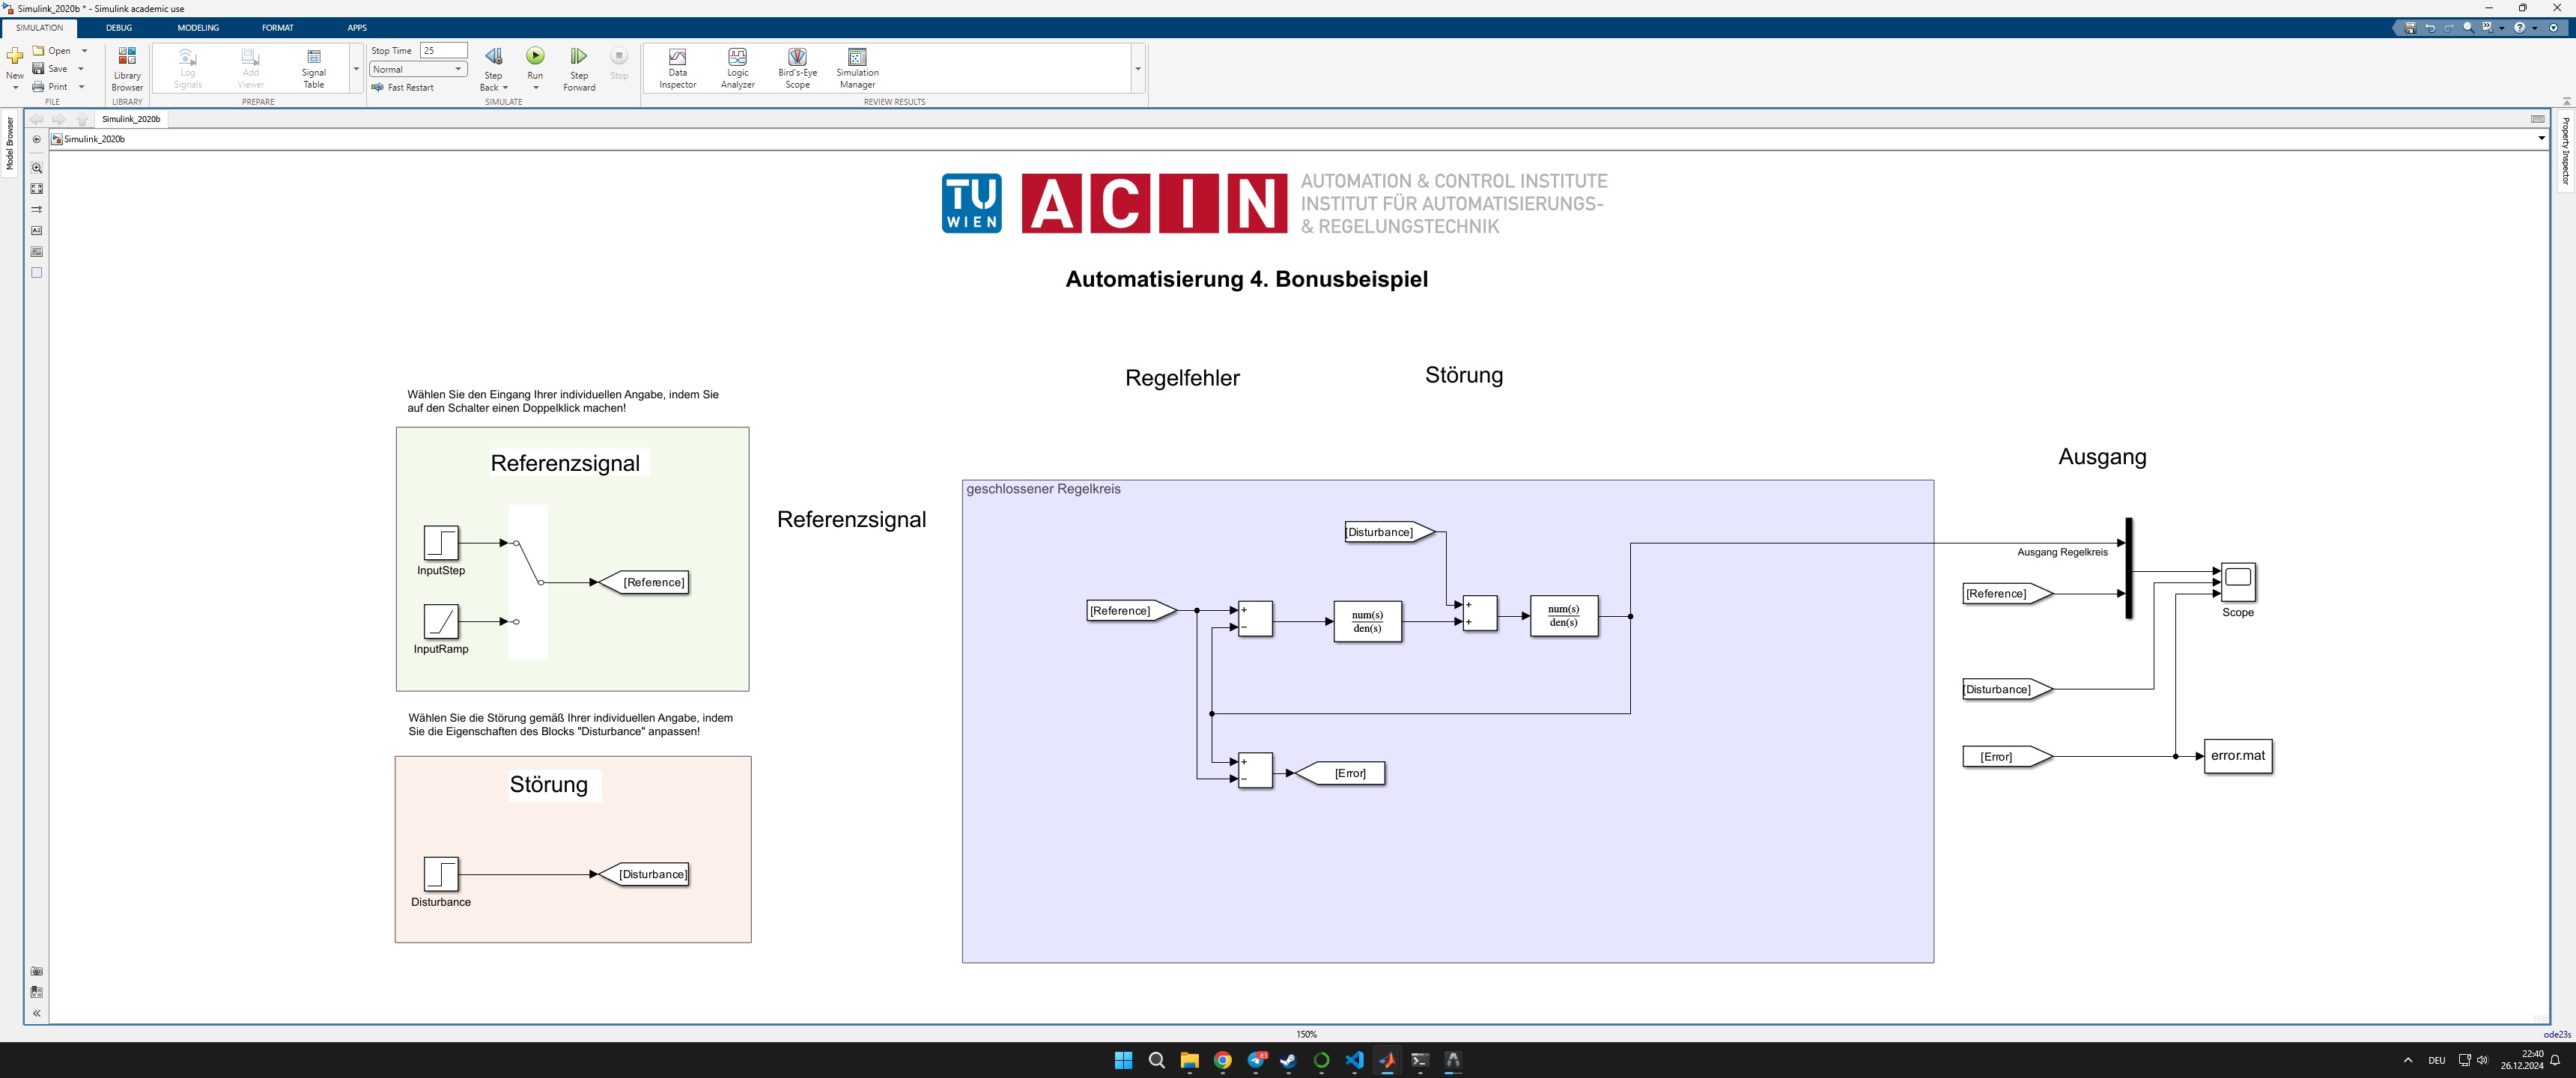 Simulink_2020b * - Simulink academic use
SIMULATION
DEBUG
MODELING
FORMAT
APPS
New
Open
Save
Print
FILE
Library
Browser
LIBRARY
Log
Signals
Add
Viewer
Signal
Table
PREPARE
Stop Time 25
Normal
Fast Restart
Step
Back
Run
Step
Forward
Stop
SIMULATE
Data
Inspector
Logic
Analyzer
Bird's-Eye
Scope
Simulation
Manager
REVIEW RESULTS
Model Browser
Property Inspector
Simulink_2020b
Simulink_2020b
TU
WIEN
ACIN
AUTOMATION & CONTROL INSTITUTE
INSTITUT FÜR AUTOMATISIERUNGS-
& REGELUNGSTECHNIK
Automatisierung 4. Bonusbeispiel
Regelfehler
Störung
Wählen Sie den Eingang Ihrer individuellen Angabe, indem Sie
auf den Schalter einen Doppelklick machen!
Referenzsignal
InputStep
[Reference]
InputRamp
Wählen Sie die Störung gemäß Ihrer individuellen Angabe, indem
Sie die Eigenschaften des Blocks "Disturbance" anpassen!
Störung
[Disturbance]
Disturbance
Referenzsignal
geschlossener Regelkreis
[Disturbance]
[Reference]
+
−
num(s)
den(s)
+
+
num(s)
den(s)
+
−
[Error]
Ausgang
Ausgang Regelkreis
[Reference]
Scope
[Disturbance]
[Error]
error.mat
150%
ode23s
DEU
22:40
26.12.2024